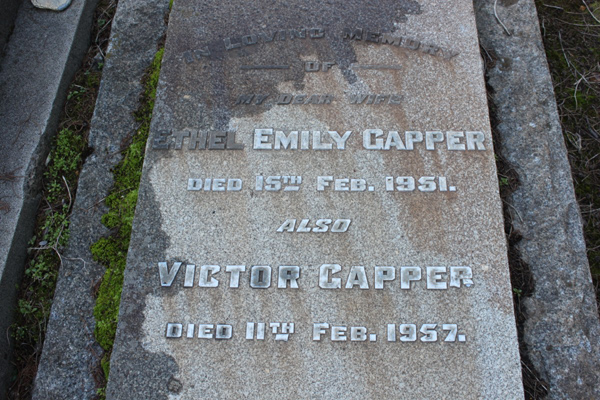 IN LOVING MEMORY
OF
MY DEAR WIFE
ETHEL EMILY CAPPER
DIED 15TH FEB. 1951.
ALSO
VICTOR CAPPER
DIED 11TH FEB. 1957.